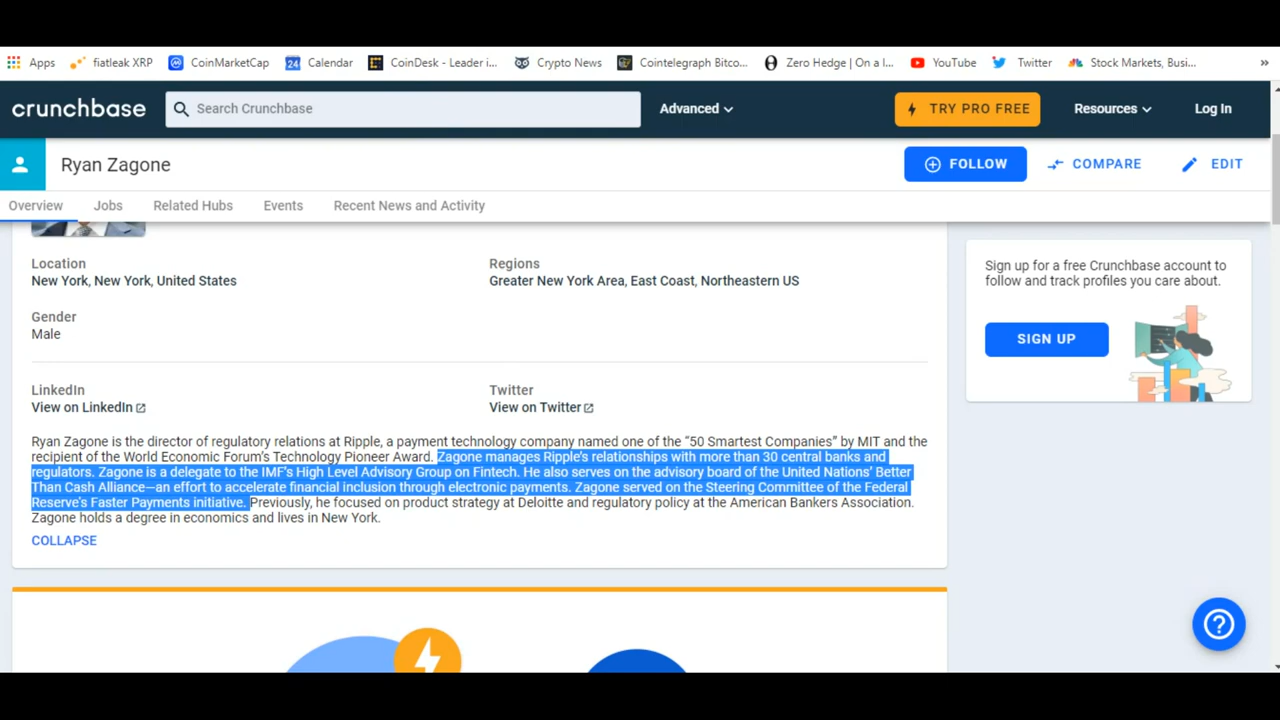 Apps fiatleak XRP CoinMarketCap 24 Calendar CoinDesk - Leader i... Crypto News Cointelegraph Bitco... Zero Hedge | On a l... YouTube Twitter Stock Markets, Busi... »
crunchbase Search Crunchbase Advanced TRY PRO FREE Resources Log In
Ryan Zagone FOLLOW COMPARE EDIT
Overview Jobs Related Hubs Events Recent News and Activity
Location Regions
New York, New York, United States Greater New York Area, East Coast, Northeastern US
Gender
Male
LinkedIn Twitter
View on LinkedIn View on Twitter
Ryan Zagone is the director of regulatory relations at Ripple, a payment technology company named one of the “50 Smartest Companies” by MIT and the
recipient of the World Economic Forum’s Technology Pioneer Award. Zagone manages Ripple’s relationships with more than 30 central banks and
regulators. Zagone is a delegate to the IMF’s High Level Advisory Group on Fintech. He also serves on the advisory board of the United Nations’ Better
Than Cash Alliance—an effort to accelerate financial inclusion through electronic payments. Zagone served on the Steering Committee of the Federal
Reserve’s Faster Payments initiative. Previously, he focused on product strategy at Deloitte and regulatory policy at the American Bankers Association.
Zagone holds a degree in economics and lives in New York.
COLLAPSE
Sign up for a free Crunchbase account to
follow and track profiles you care about.
SIGN UP
?